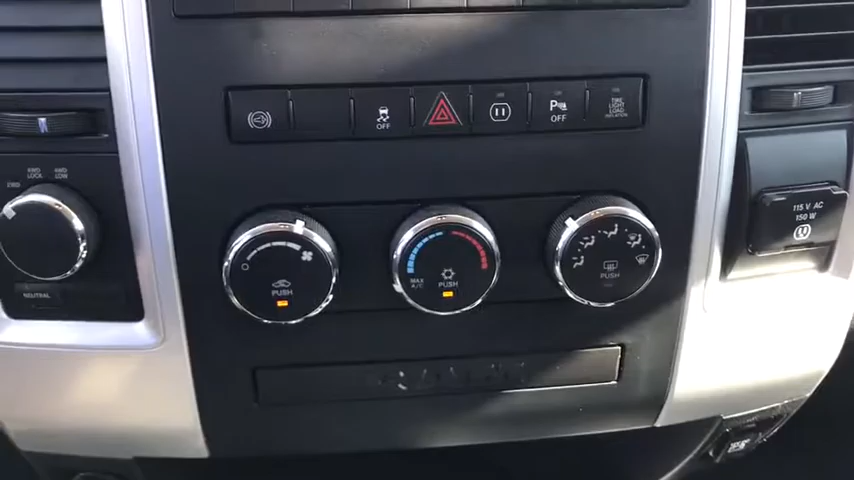 OFF
P
OFF
TIRE
LIGHT
LOAD
INFLATION
4WD
LOCK
4WD
LOW
2WD
115 V AC
150 W
PUSH
MAX
A/C
PUSH
PUSH
NEUTRAL